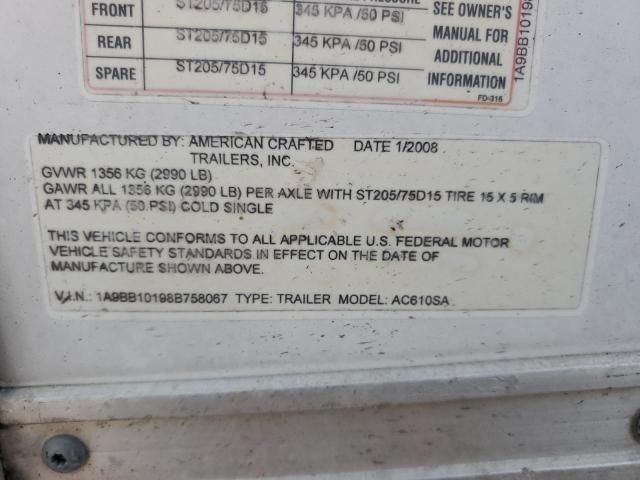 FRONT ST205/75D15 345 KPA /50 PSI SEE OWNER'S
MANUAL FOR
REAR ST205/75D15 345 KPA /50 PSI
ADDITIONAL
SPARE ST205/75D15 345 KPA /50 PSI INFORMATION
FD-316
1A9BB10198
MANUFACTURED BY: AMERICAN CRAFTED DATE 1/2008
TRAILERS, INC.
GVWR 1356 KG (2990 LB)
GAWR ALL 1356 KG (2990 LB) PER AXLE WITH ST205/75D15 TIRE 15 X 5 RIM
AT 345 KPA (50 PSI) COLD SINGLE
THIS VEHICLE CONFORMS TO ALL APPLICABLE U.S. FEDERAL MOTOR
VEHICLE SAFETY STANDARDS IN EFFECT ON THE DATE OF
MANUFACTURE SHOWN ABOVE.
V.I.N.: 1A9BB10198B758067 TYPE: TRAILER MODEL: AC610SA